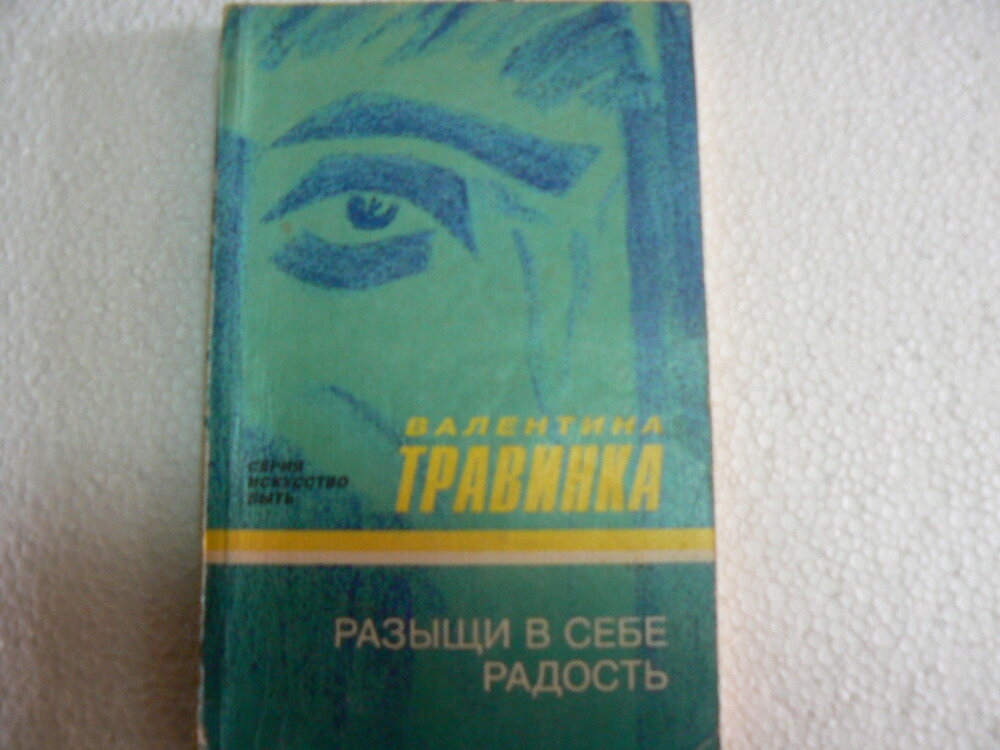 ВАЛЕНТИНА
ТРАВИНКА
СЕРИЯ
ИСКУССТВО
БЫТЬ
РАЗЫЩИ В СЕБЕ
РАДОСТЬ